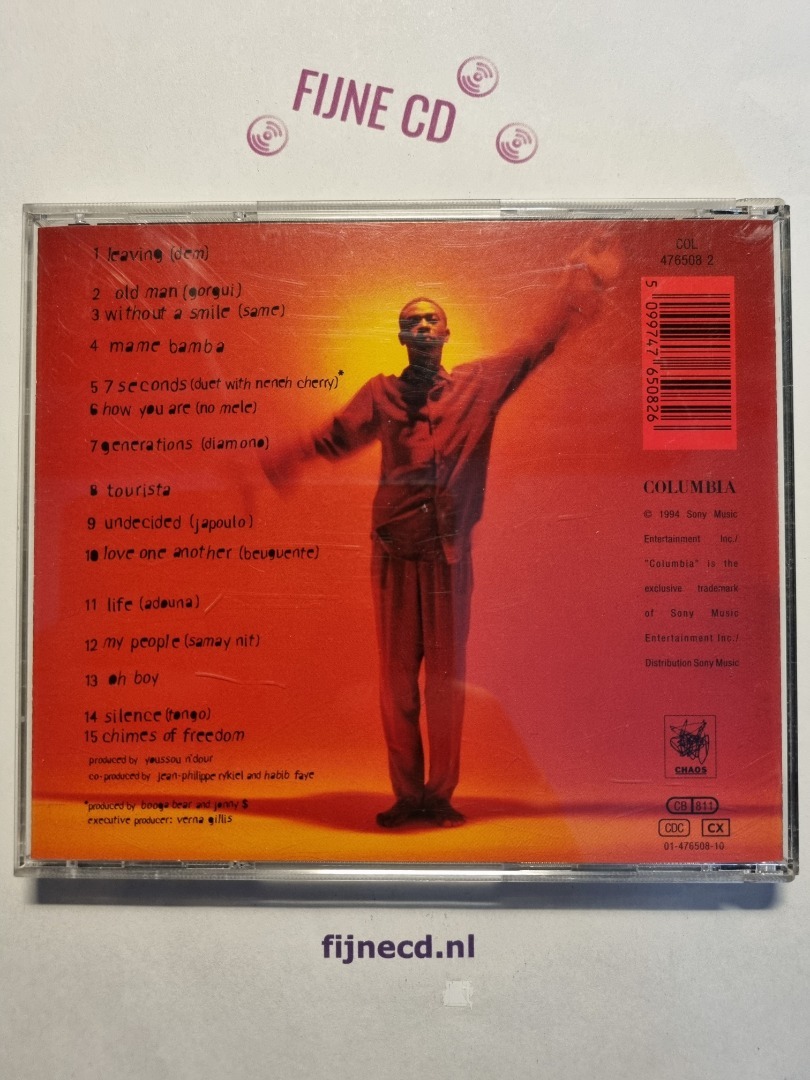 FIJNE CD
1 leaving (dem)
2 old man (gorgui)
3 without a smile (same)
4 mame bamba
5 7 seconds (duet with neneh cherry)*
6 how you are (no mele)
7 generations (diamono)
8 tourista
9 undecided (japoulo)
10 love one another (beuguente)
11 life (adouna)
12 my people (samay nit)
13 oh boy
14 silence (tongo)
15 chimes of freedom
produced by youssou n'dour
co-produced by jean-philippe rykiel and habib faye
*produced by booga bear and jonny $
executive producer: verna gillis
COL
476508 2
5 099747 650826
COLUMBIA
© 1994 Sony Music
Entertainment Inc./
"Columbia" is the
exclusive trademark
of Sony Music
Entertainment Inc./
Distribution Sony Music
CHAOS
CB 811
CDC CX
01-476508-10
fijnecd.nl